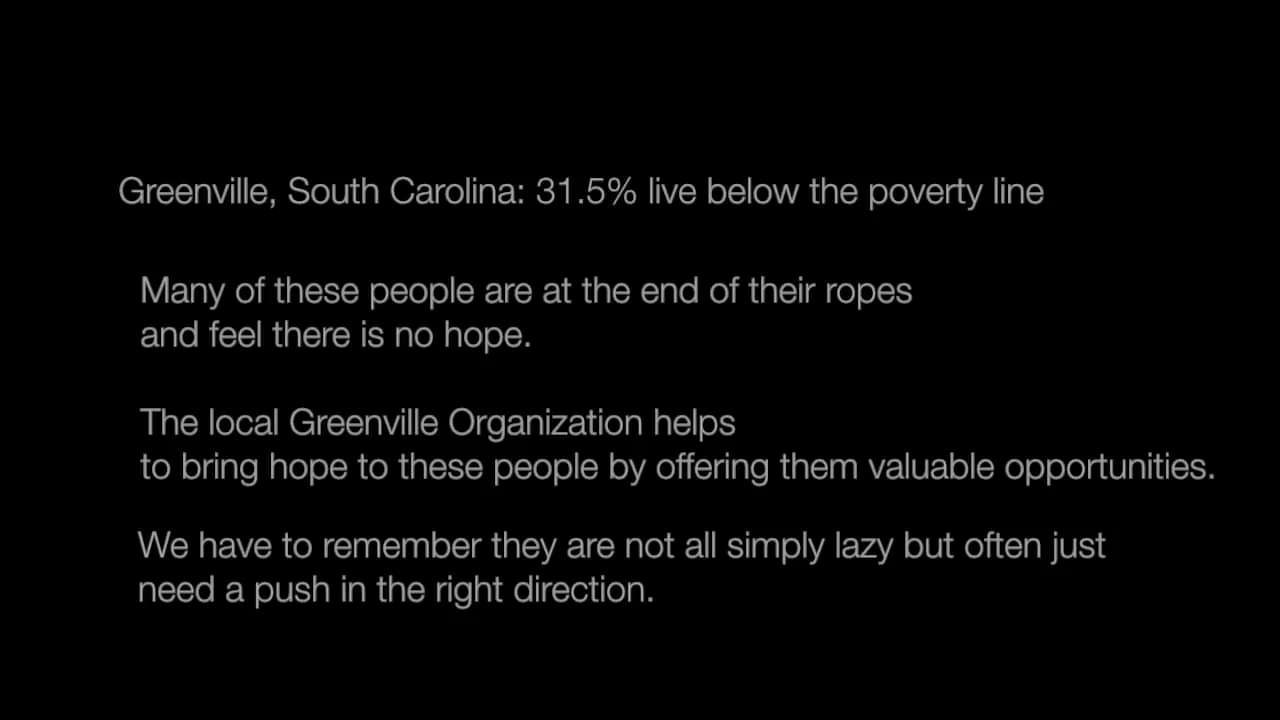 Greenville, South Carolina: 31.5% live below the poverty line
Many of these people are at the end of their ropes
and feel there is no hope.
The local Greenville Organization helps
to bring hope to these people by offering them valuable opportunities.
We have to remember they are not all simply lazy but often just
need a push in the right direction.